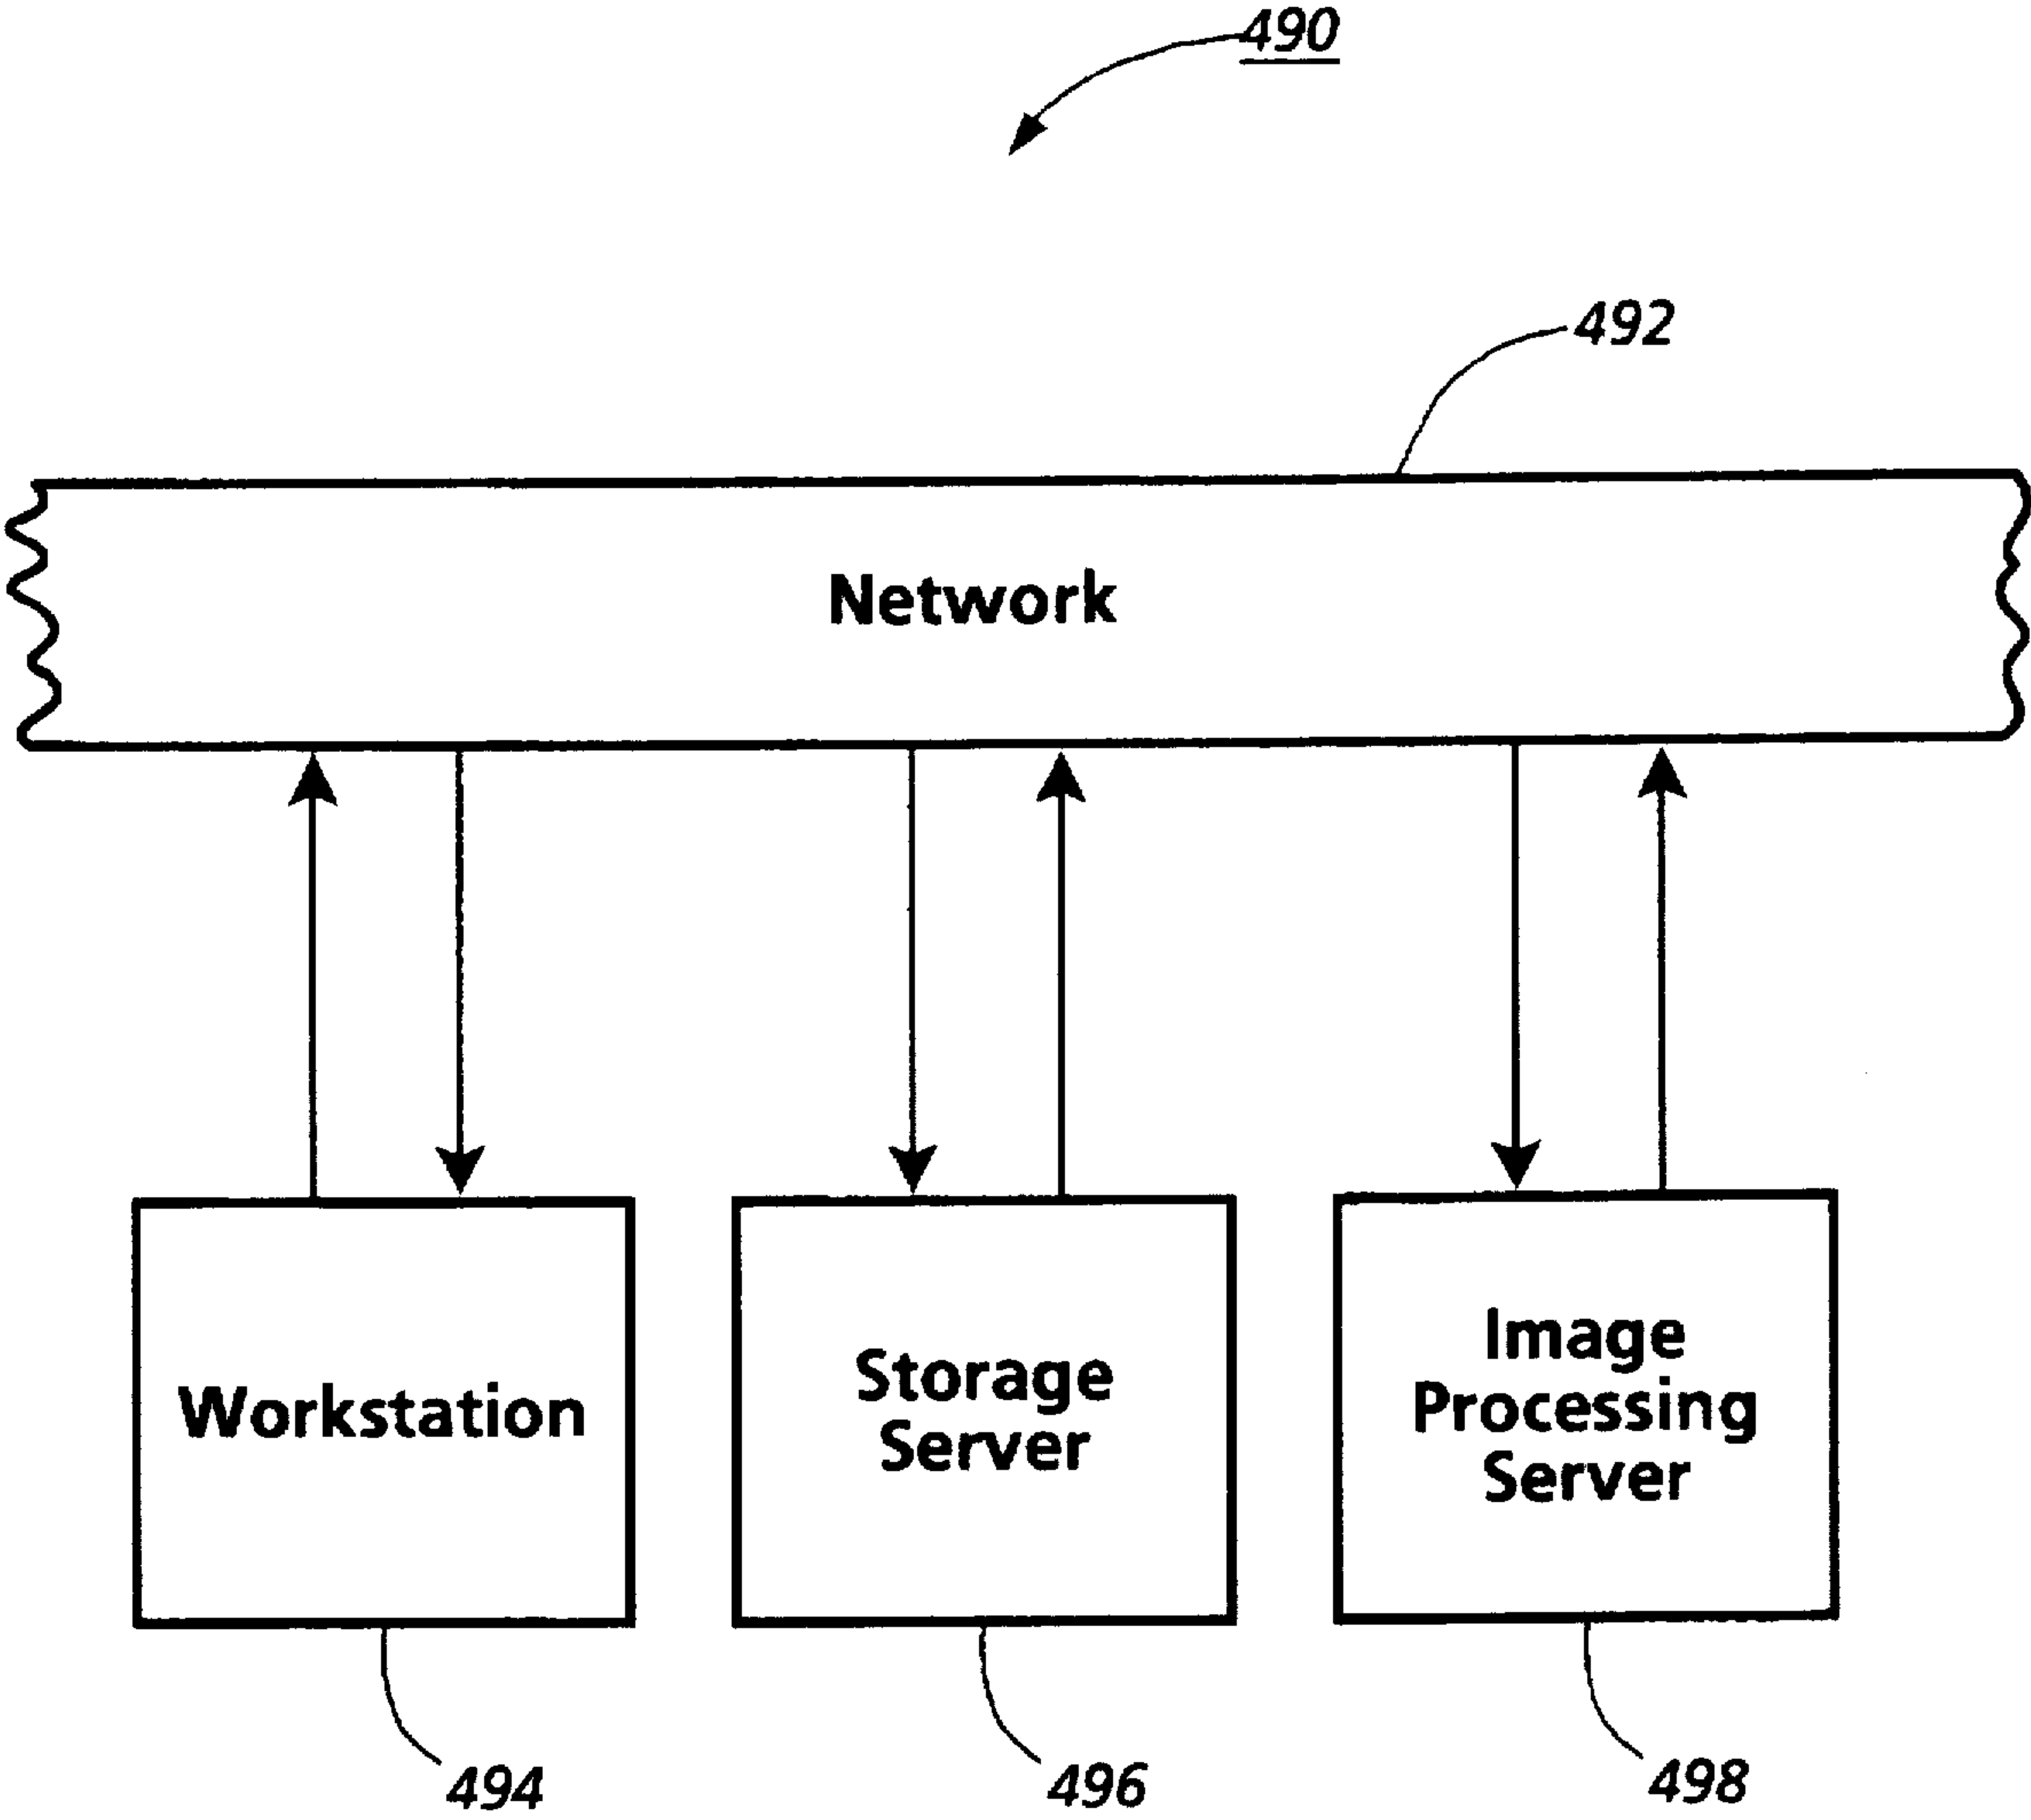 490
492
Network
Workstation
Storage
Server
Image
Processing
Server
494
496
498